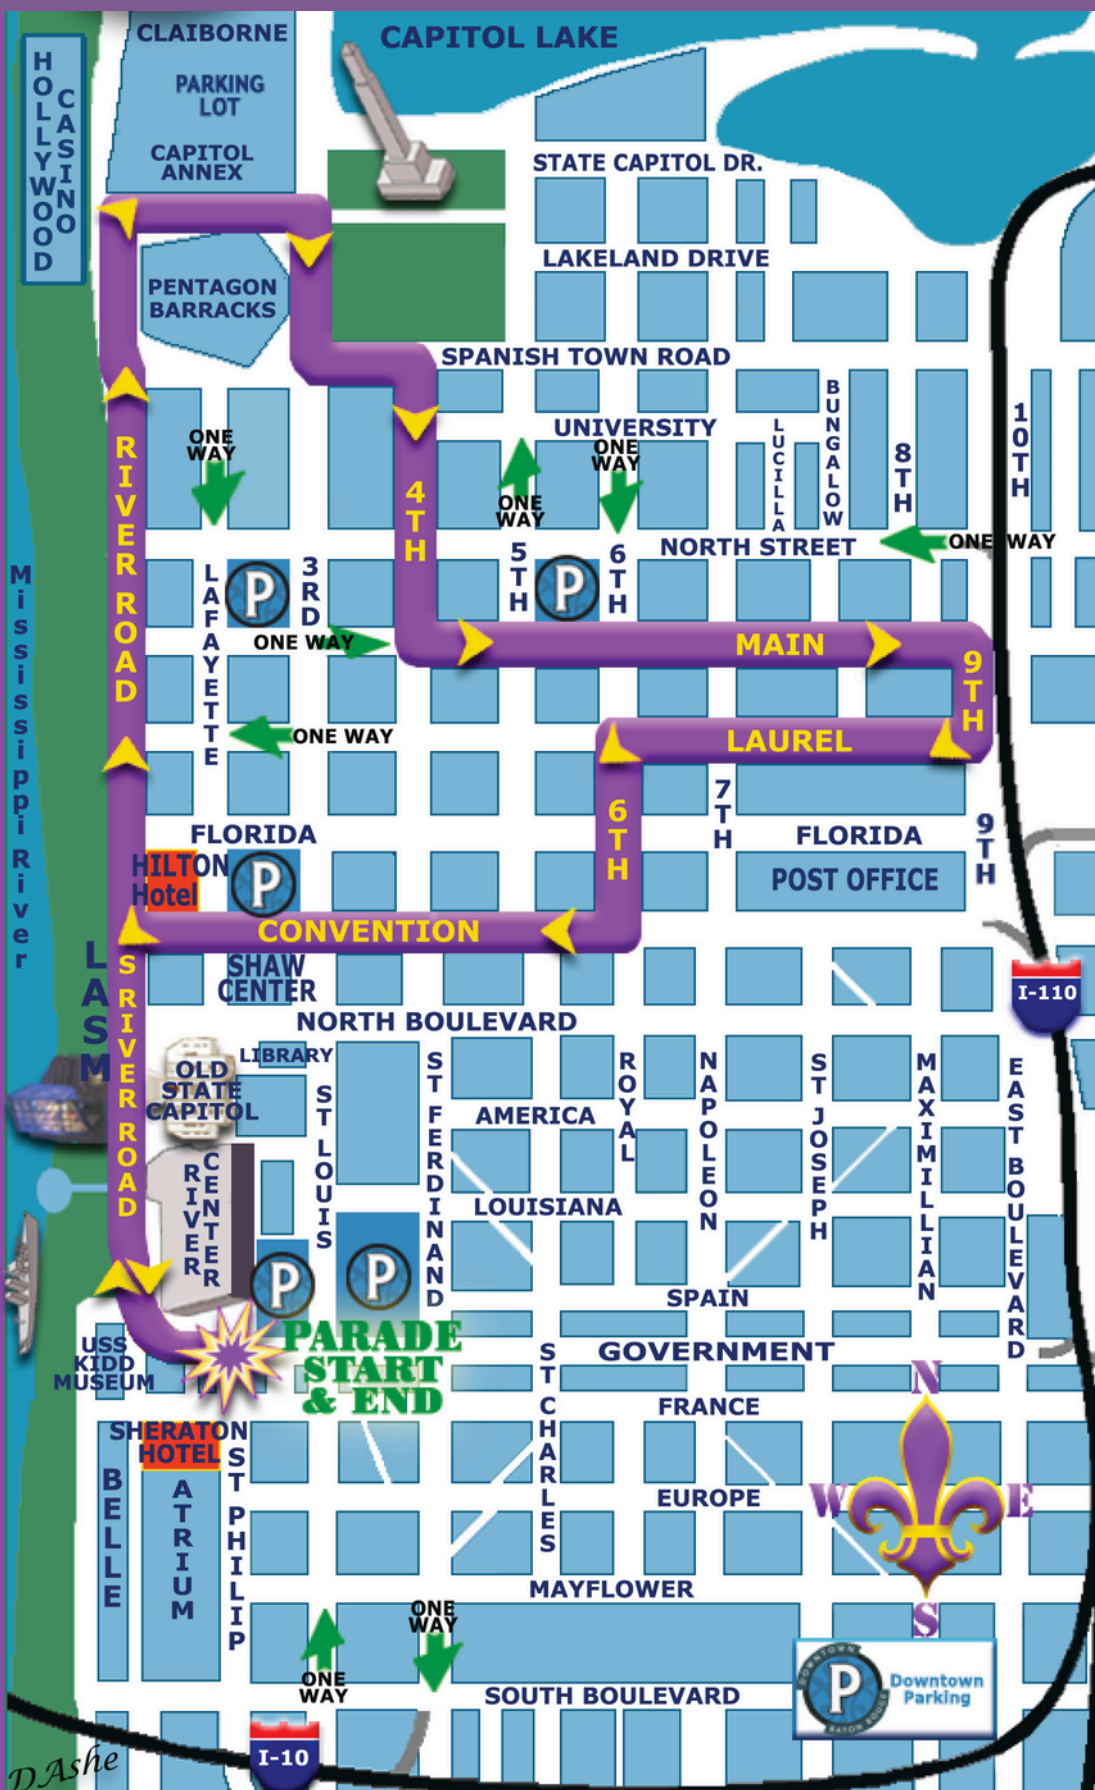 CLAIBORNE
CAPITOL LAKE
HOLLYWOOD
CASINO
PARKING
LOT
CAPITOL
ANNEX
STATE CAPITOL DR.
LAKELAND DRIVE
PENTAGON
BARRACKS
SPANISH TOWN ROAD
UNIVERSITY
BUNGALOW
LUCILLA
8TH
10TH
ONE
WAY
ONE
WAY
ONE
WAY
RIVER ROAD
4TH
NORTH STREET
ONE WAY
5TH
6TH
P
P
3RD
LAFAYETTE
Mississippi River
ONE WAY
MAIN
9TH
ONE WAY
LAUREL
6TH
7TH
9TH
FLORIDA
FLORIDA
HILTON
Hotel
P
POST OFFICE
CONVENTION
LASM
S RIVER ROAD
SHAW
CENTER
I-110
NORTH BOULEVARD
LIBRARY
OLD
STATE
CAPITOL
ST LOUIS
ST FERDINAND
ROYAL
NAPOLEON
ST JOSEPH
MAXIMILLIAN
EAST BOULEVARD
AMERICA
RIVER
CENTER
LOUISIANA
P
P
SPAIN
PARADE
START
& END
USS
KIDD
MUSEUM
GOVERNMENT
ST CHARLES
FRANCE
N
SHERATON
HOTEL
ST PHILIP
BELLE
ATRIUM
EUROPE
W
E
MAYFLOWER
S
ONE
WAY
ONE
WAY
SOUTH BOULEVARD
DOWNTOWN
P
BATON ROUGE
Downtown
Parking
I-10
DAshe